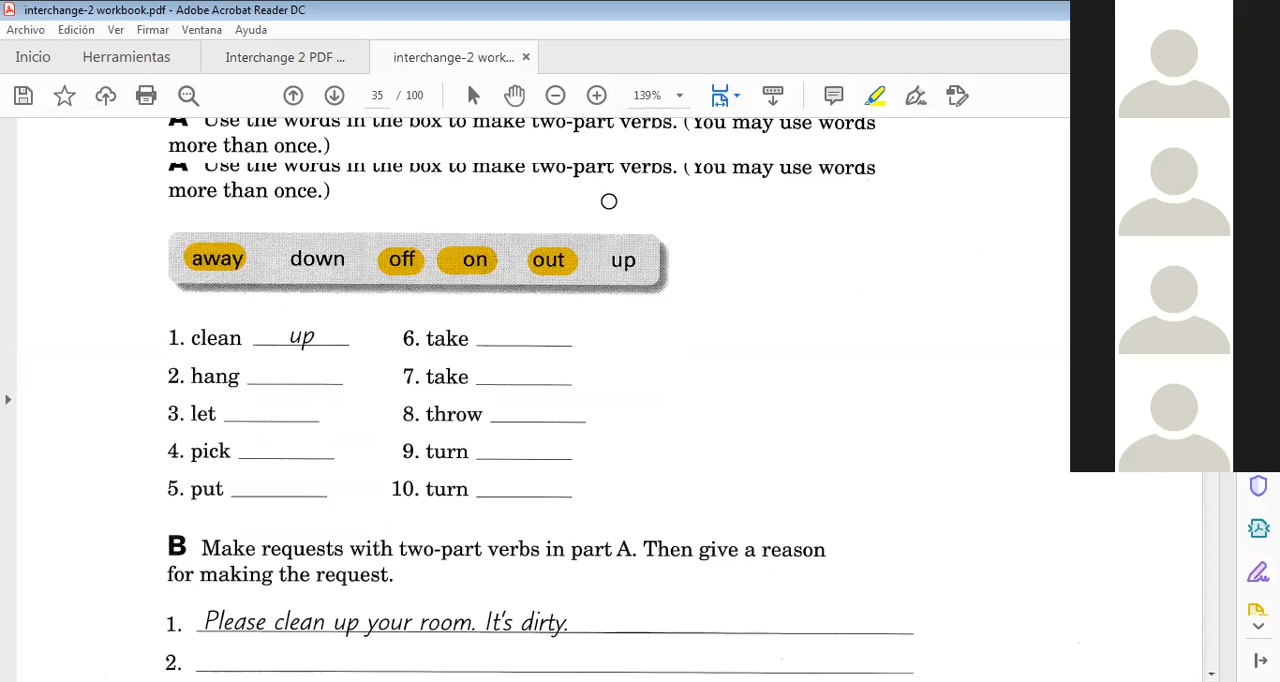 interchange-2 workbook.pdf - Adobe Acrobat Reader DC
Archivo Edición Ver Firmar Ventana Ayuda
Inicio Herramientas Interchange 2 PDF ... interchange-2 work... ×
35 / 100 139%
A Use the words in the box to make two-part verbs. (You may use words
more than once.)
A Use the words in the box to make two-part verbs. (You may use words
more than once.)
away down off on out up
1. clean up 6. take
2. hang 7. take
3. let 8. throw
4. pick 9. turn
5. put 10. turn
B Make requests with two-part verbs in part A. Then give a reason
for making the request.
1. Please clean up your room. It's dirty.
2.